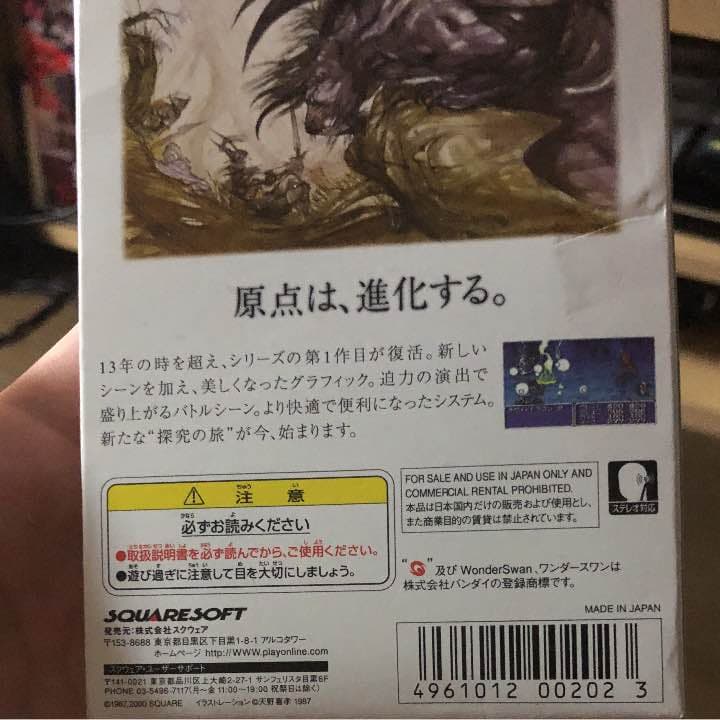 原点は、進化する。
13年の時を超え、シリーズの第1作目が復活。新しい
シーンを加え、美しくなったグラフィック。迫力の演出で
盛り上がるバトルシーン。より快適で便利になったシステム。
新たな“探究の旅”が今、始まります。
注意
必ずお読みください
●取扱説明書を必ず読んでから、ご使用ください。
●遊び過ぎに注意して目を大切にしましょう。
FOR SALE AND USE IN JAPAN ONLY AND
COMMERCIAL RENTAL PROHIBITED.
本品は日本国内だけの販売および使用とし、
また商業目的の賃貸は禁止されています。
ステレオ対応
“ ”及び WonderSwan、ワンダースワンは
株式会社バンダイの登録商標です。
SQUARESOFT
発売元:株式会社スクウェア
〒153-8688 東京都目黒区下目黒1-8-1 アルコタワー
ホームページ http://www.playonline.com
スクウェア・ユーザーサポート
〒141-0021 東京都品川区上大崎2-27-1 サンフェリスタ目黒6F
PHONE 03-5496-7117(月~金 11:00~19:00 祝祭日は除く)
©1987,2000 SQUARE イラストレーション©天野喜孝 1987
MADE IN JAPAN
4961012 00202 3